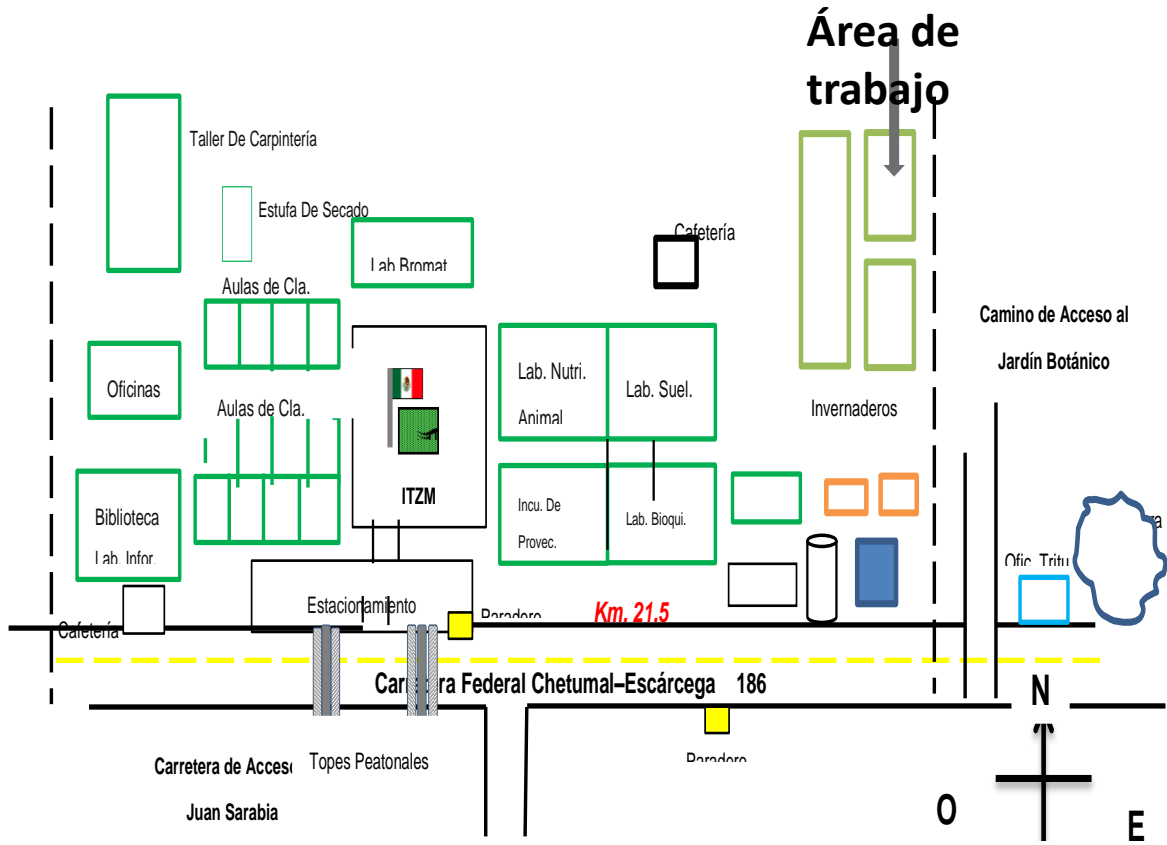 Área de
trabajo
Taller De Carpintería
Estufa De Secado
Cafetería
Lab Bromat
Aulas de Cla.
Camino de Acceso al
Jardín Botánico
Lab. Nutri.
Animal
Lab. Suel.
Oficinas
Aulas de Cla.
Invernaderos
ITZM
Biblioteca
Lab. Infor.
Incu. De
Provec.
Lab. Bioqui.
Ofic. Tritu
Estacionamiento
Paradero
Km. 21.5
Cafetería
Carretera Federal Chetumal–Escárcega 186
N
Topes Peatonales
Paradero
Carretera de Acceso
Juan Sarabia
O
E